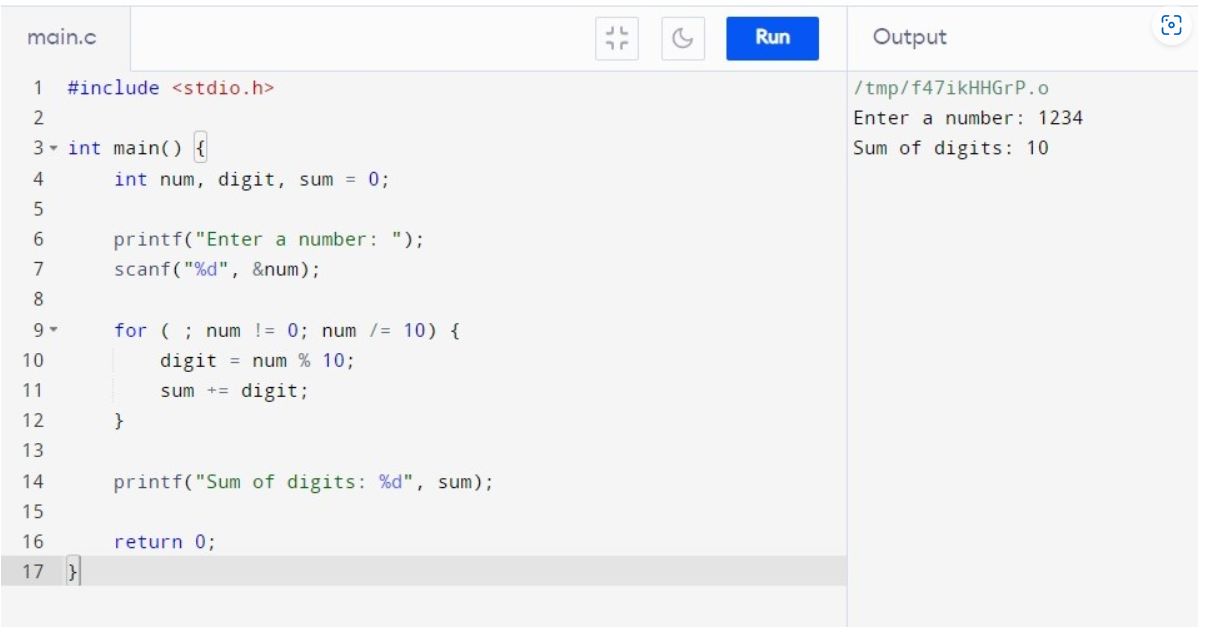 main.c Run Output
1 #include <stdio.h>
2
3 int main() {
4     int num, digit, sum = 0;
5
6     printf("Enter a number: ");
7     scanf("%d", &num);
8
9     for ( ; num != 0; num /= 10) {
10         digit = num % 10;
11         sum += digit;
12     }
13
14     printf("Sum of digits: %d", sum);
15
16     return 0;
17 }
/tmp/f47ikHHGrP.o
Enter a number: 1234
Sum of digits: 10